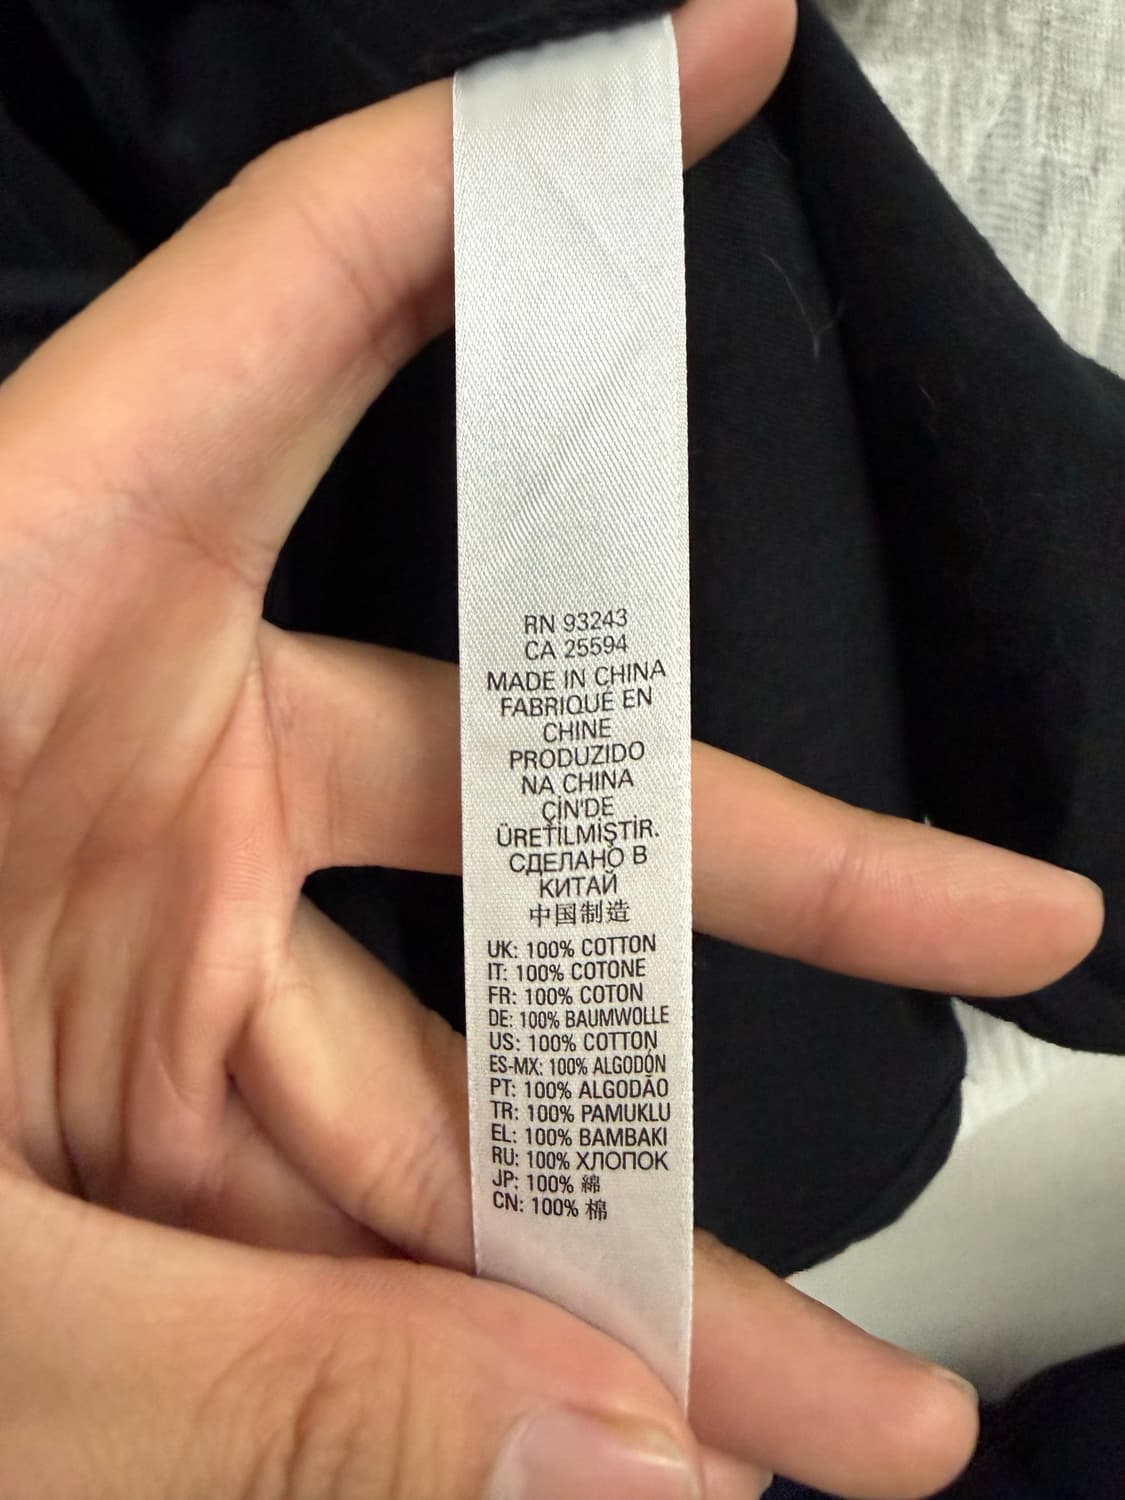 RN 93243
CA 25594
MADE IN CHINA
FABRIQUÉ EN
CHINE
PRODUZIDO
NA CHINA
ÇİN'DE
ÜRETİLMİŞTİR.
СДЕЛАНО В
КИТАЙ
中国制造
UK: 100% COTTON
IT: 100% COTONE
FR: 100% COTON
DE: 100% BAUMWOLLE
US: 100% COTTON
ES-MX: 100% ALGODÓN
PT: 100% ALGODÃO
TR: 100% PAMUKLU
EL: 100% BAMBAKI
RU: 100% ХЛОПОК
JP: 100% 綿
CN: 100% 棉